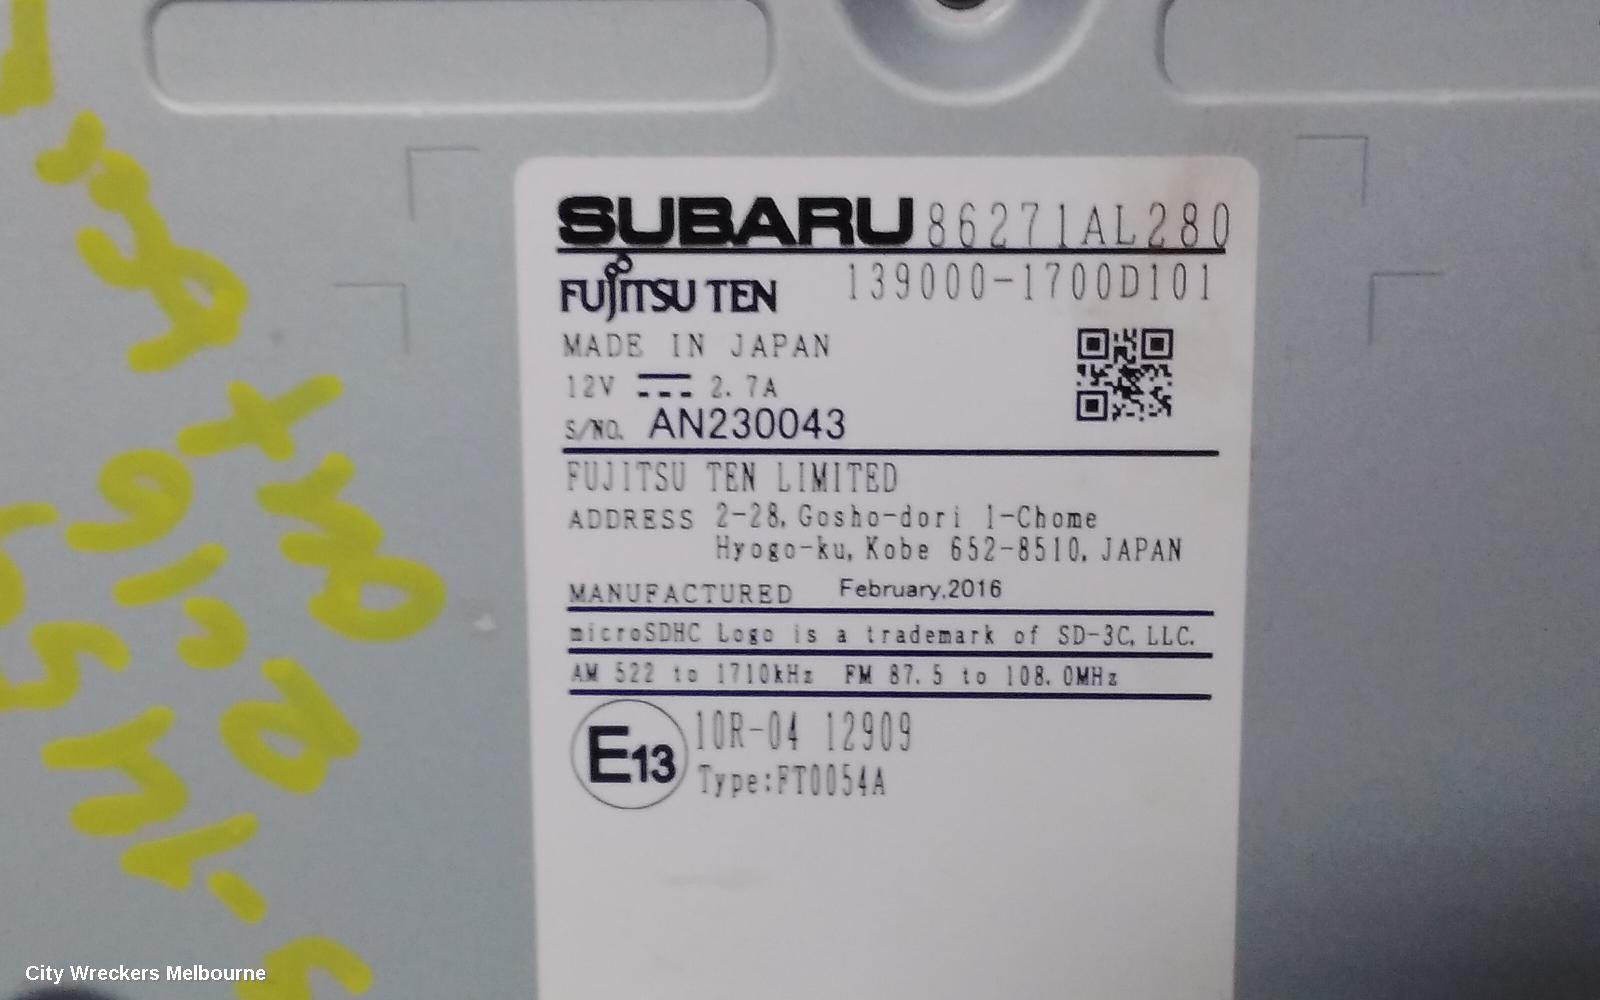 SUBARU 86271AL280
FUJITSU TEN 139000-1700D101
MADE IN JAPAN
12V 2.7A
S/NO. AN230043
FUJITSU TEN LIMITED
ADDRESS 2-28, Gosho-dori 1-Chome
Hyogo-ku, Kobe 652-8510, JAPAN
MANUFACTURED February,2016
microSDHC Logo is a trademark of SD-3C, LLC.
AM 522 to 1710kHz FM 87.5 to 108.0MHz
E13 10R-04 12909
Type:FT0054A
City Wreckers Melbourne